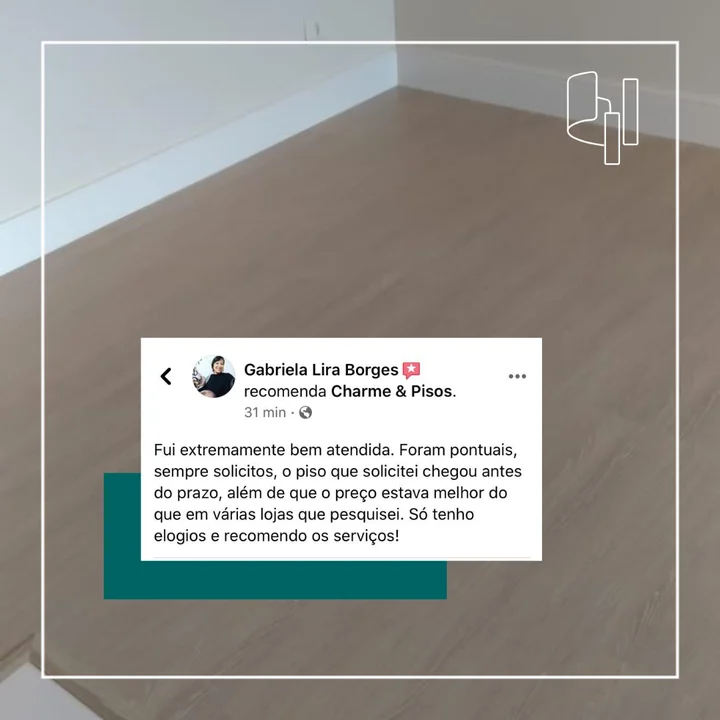 Gabriela Lira Borges
recomenda Charme & Pisos.
31 min ·
Fui extremamente bem atendida. Foram pontuais,
sempre solicitos, o piso que solicitei chegou antes
do prazo, além de que o preço estava melhor do
que em várias lojas que pesquisei. Só tenho
elogios e recomendo os serviços!